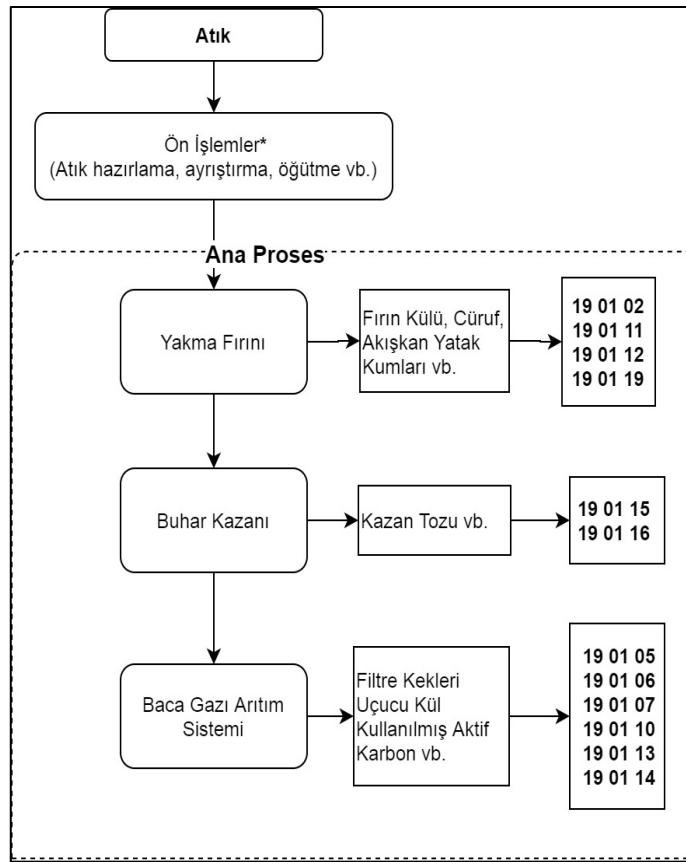 Atık
Ön İşlemler*
(Atık hazırlama, ayrıştırma, öğütme vb.)
Ana Proses
Yakma Fırını
Fırın Külü, Cüruf,
Akışkan Yatak
Kumları vb.
19 01 02
19 01 11
19 01 12
19 01 19
Buhar Kazanı
Kazan Tozu vb.
19 01 15
19 01 16
Baca Gazı Arıtım
Sistemi
Filtre Kekleri
Uçucu Kül
Kullanılmış Aktif
Karbon vb.
19 01 05
19 01 06
19 01 07
19 01 10
19 01 13
19 01 14